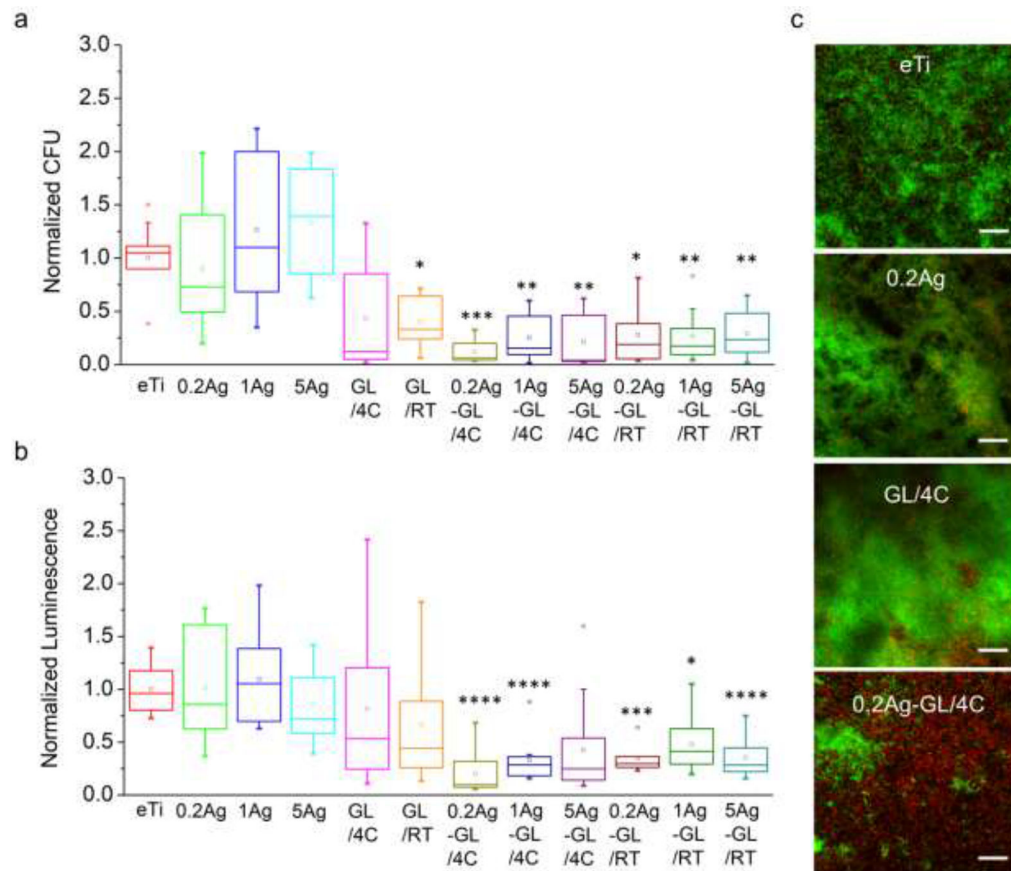 a
3.0
2.5
2.0
1.5
1.0
0.5
0.0
Normalized CFU
* *** ** ** * ** **
eTi 0.2Ag 1Ag 5Ag GL GL 0.2Ag 1Ag 5Ag 0.2Ag 1Ag 5Ag
/4C /RT -GL -GL -GL -GL -GL -GL
/4C /4C /4C /RT /RT /RT
b
3.0
2.5
2.0
1.5
1.0
0.5
0.0
Normalized Luminescence
**** **** *** * ****
eTi 0.2Ag 1Ag 5Ag GL GL 0.2Ag 1Ag 5Ag 0.2Ag 1Ag 5Ag
/4C /RT -GL -GL -GL -GL -GL -GL
/4C /4C /4C /RT /RT /RT
c
eTi
0.2Ag
GL/4C
0.2Ag-GL/4C